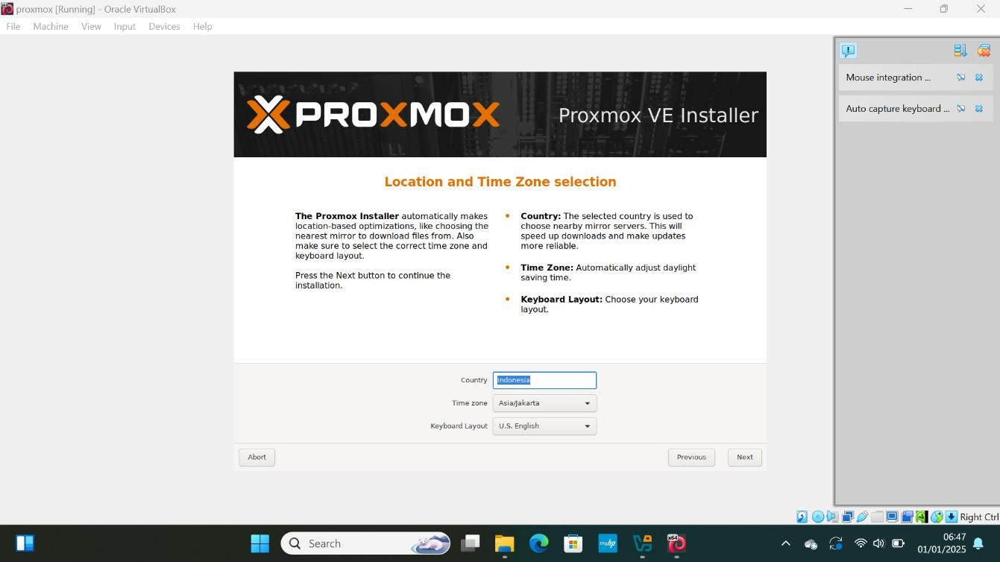 proxmox [Running] - Oracle VirtualBox
File Machine View Input Devices Help
Mouse integration ...
Auto capture keyboard ...
PROXMOX
Proxmox VE Installer
Location and Time Zone selection
The Proxmox Installer automatically makes
location-based optimizations, like choosing the
nearest mirror to download files from. Also
make sure to select the correct time zone and
keyboard layout.
Press the Next button to continue the
installation.
• Country: The selected country is used to
choose nearby mirror servers. This will
speed up downloads and make updates
more reliable.
• Time Zone: Automatically adjust daylight
saving time.
• Keyboard Layout: Choose your keyboard
layout.
Country Indonesia
Time zone Asia/Jakarta
Keyboard Layout U.S. English
Abort Previous Next
Right Ctrl
Search
myhp
x64
06:47
01/01/2025